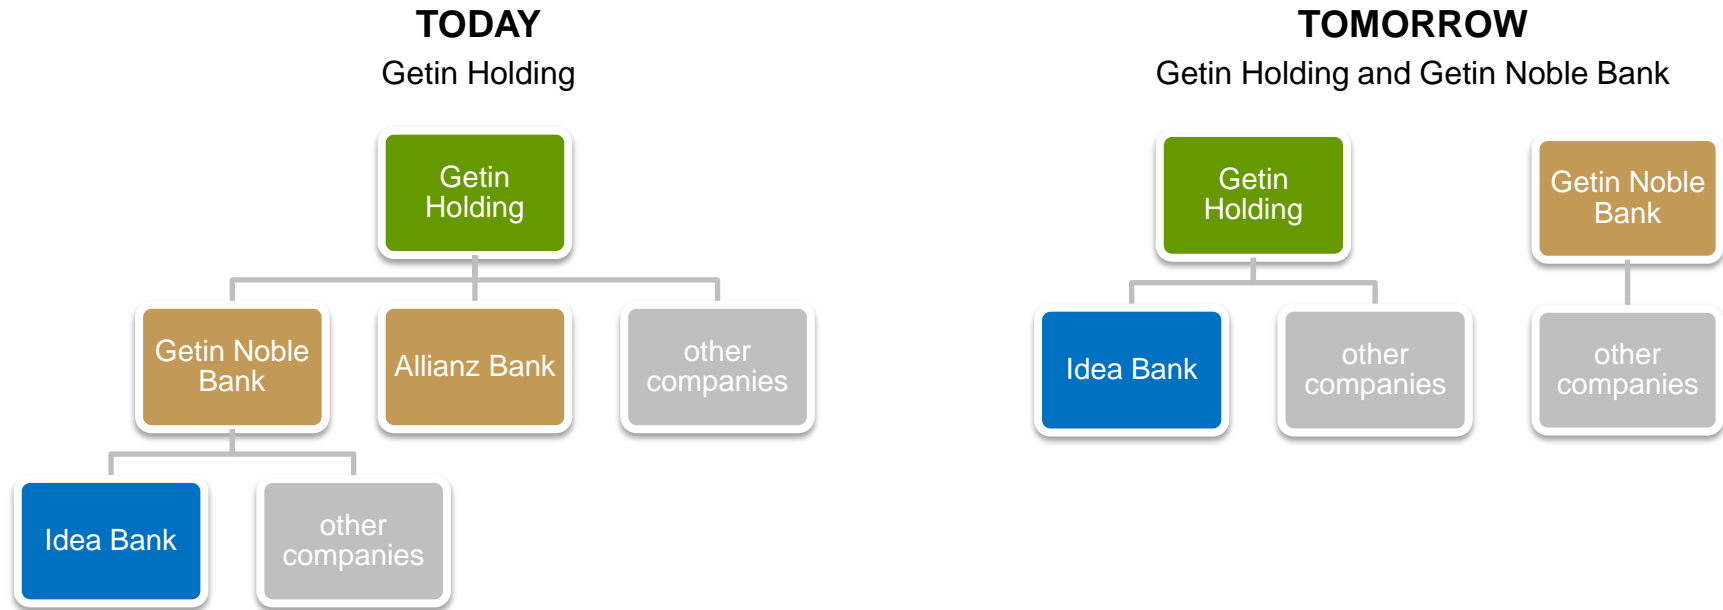 TODAY
Getin Holding
Getin
Holding
Getin Noble
Bank
Allianz Bank
other
companies
Idea Bank
other
companies
TOMORROW
Getin Holding and Getin Noble Bank
Getin
Holding
Getin Noble
Bank
Idea Bank
other
companies
other
companies